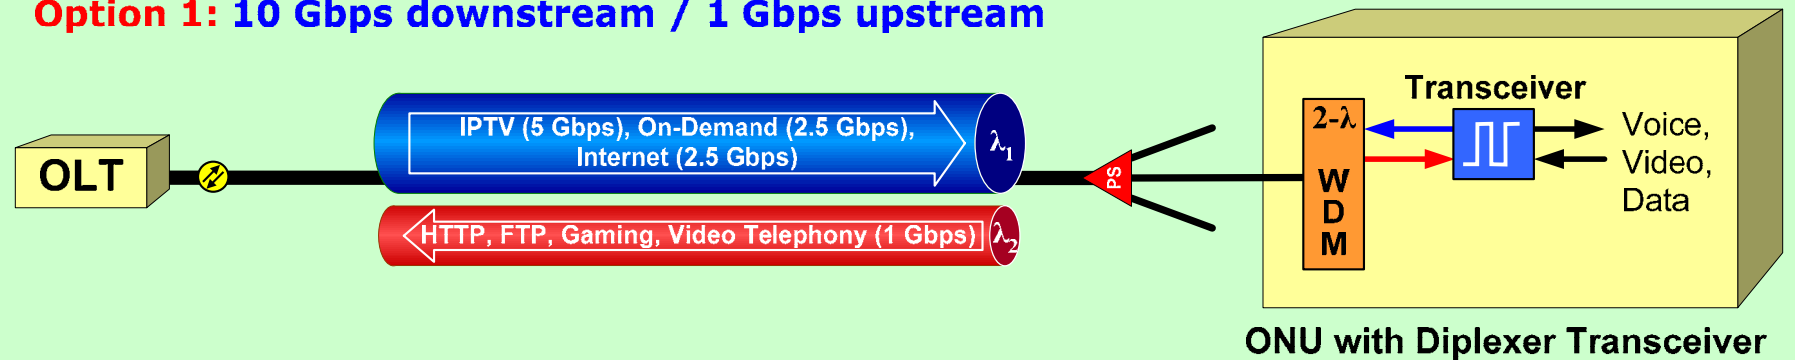 Option 1: 10 Gbps downstream / 1 Gbps upstream
OLT
IPTV (5 Gbps), On-Demand (2.5 Gbps),
Internet (2.5 Gbps)
λ1
HTTP, FTP, Gaming, Video Telephony (1 Gbps)
λ2
PS
2-λ
W
D
M
Transceiver
Voice,
Video,
Data
ONU with Diplexer Transceiver